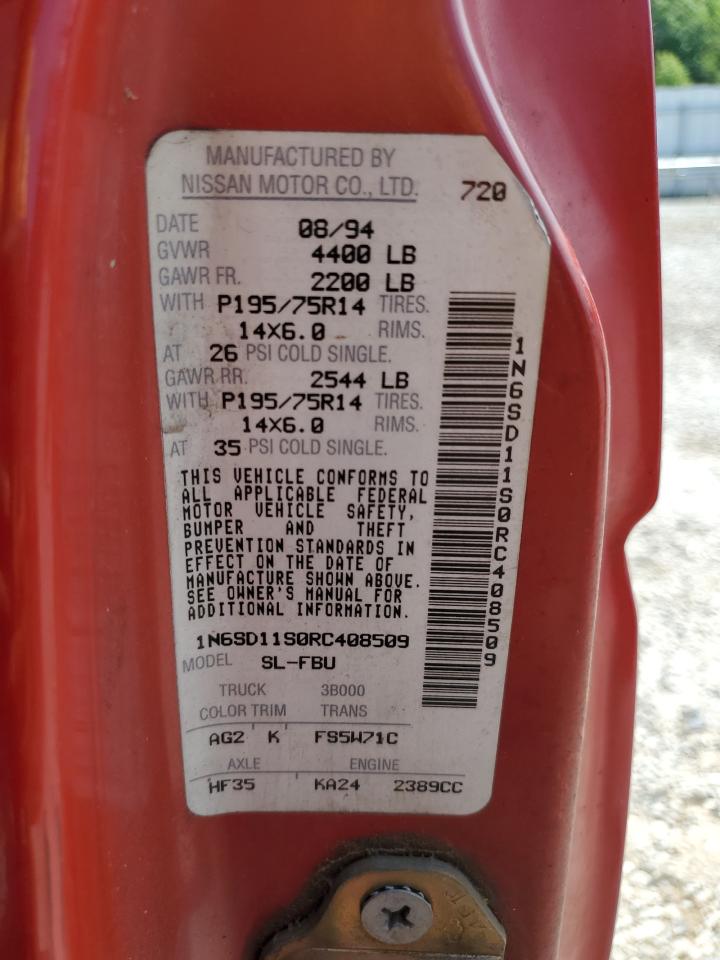 MANUFACTURED BY
NISSAN MOTOR CO., LTD. 720
DATE 08/94
GVWR 4400 LB
GAWR FR. 2200 LB
WITH P195/75R14 TIRES.
14X6.0 RIMS.
AT 26 PSI COLD SINGLE.
GAWR RR. 2544 LB
WITH P195/75R14 TIRES.
14X6.0 RIMS.
AT 35 PSI COLD SINGLE.
THIS VEHICLE CONFORMS TO
ALL APPLICABLE FEDERAL
MOTOR VEHICLE SAFETY,
BUMPER AND THEFT
PREVENTION STANDARDS IN
EFFECT ON THE DATE OF
MANUFACTURE SHOWN ABOVE.
SEE OWNER'S MANUAL FOR
ADDITIONAL INFORMATION.
1N6SD11S0RC408509
MODEL SL-FBU
TRUCK 3B000
COLOR TRIM TRANS
AG2 K FS5W71C
AXLE ENGINE
HF35 KA24 2389CC
1N6SD11S0RC408509